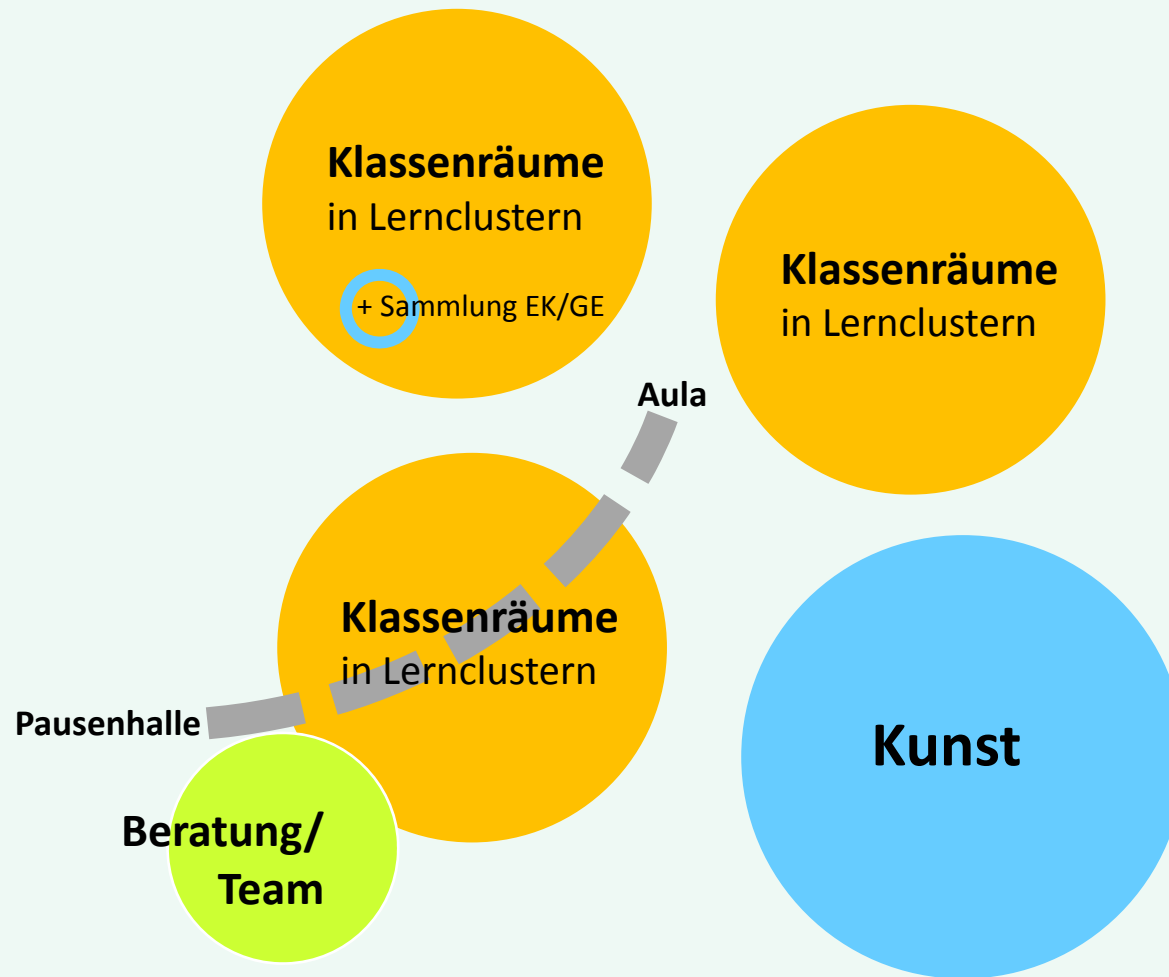 Klassenräume
in Lernclustern
+ Sammlung EK/GE
Klassenräume
in Lernclustern
Aula
Klassenräume
in Lernclustern
Pausenhalle
Kunst
Beratung/
Team